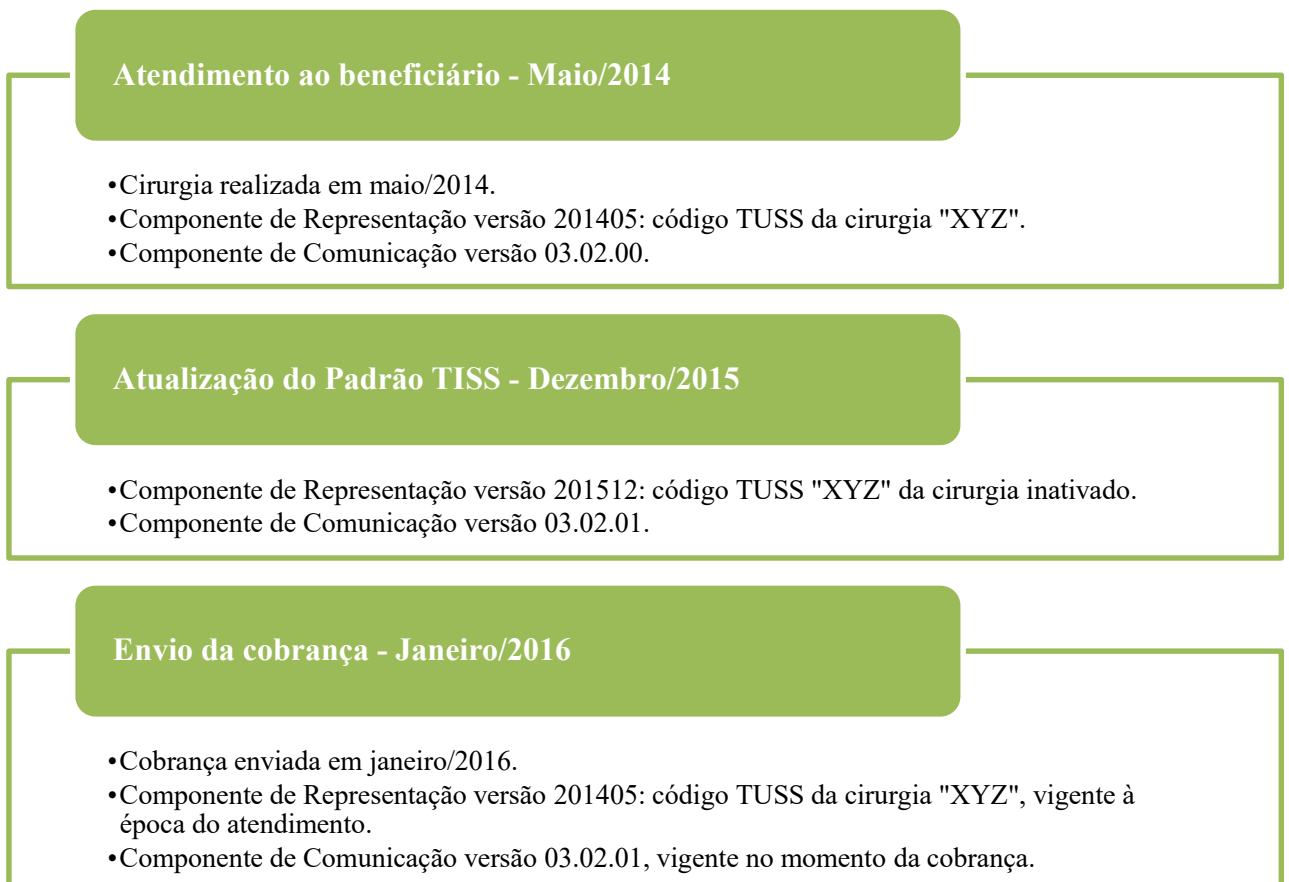 Atendimento ao beneficiário - Maio/2014
•Cirurgia realizada em maio/2014.
•Componente de Representação versão 201405: código TUSS da cirurgia "XYZ".
•Componente de Comunicação versão 03.02.00.
Atualização do Padrão TISS - Dezembro/2015
•Componente de Representação versão 201512: código TUSS "XYZ" da cirurgia inativado.
•Componente de Comunicação versão 03.02.01.
Envio da cobrança - Janeiro/2016
•Cobrança enviada em janeiro/2016.
•Componente de Representação versão 201405: código TUSS da cirurgia "XYZ", vigente à
época do atendimento.
•Componente de Comunicação versão 03.02.01, vigente no momento da cobrança.